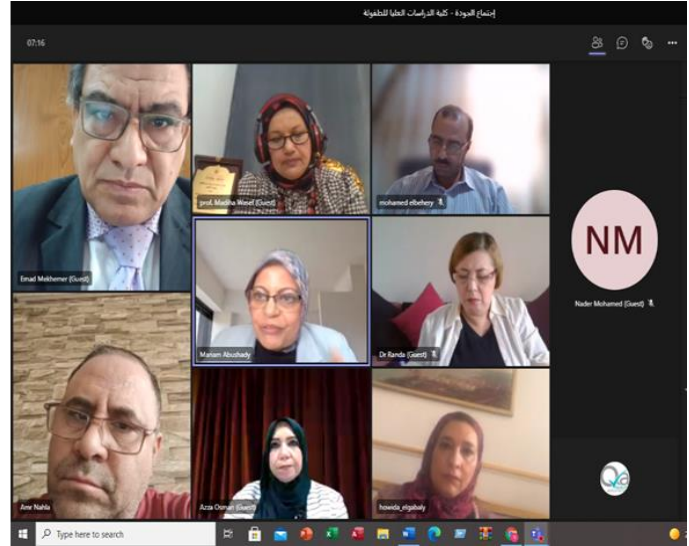 إجتماع الجودة - كلية الدراسات العليا للطفولة
07:16
Emad Mekhemer (Guest)
prof. Madiha Wasef (Guest)
mohamed elbehery
Mariam Abushady
Dr Randa (Guest)
NM
Nader Mohamed (Guest)
Amr Nahla
Azza Osman (Guest)
howida_elgabaly
Type here to search